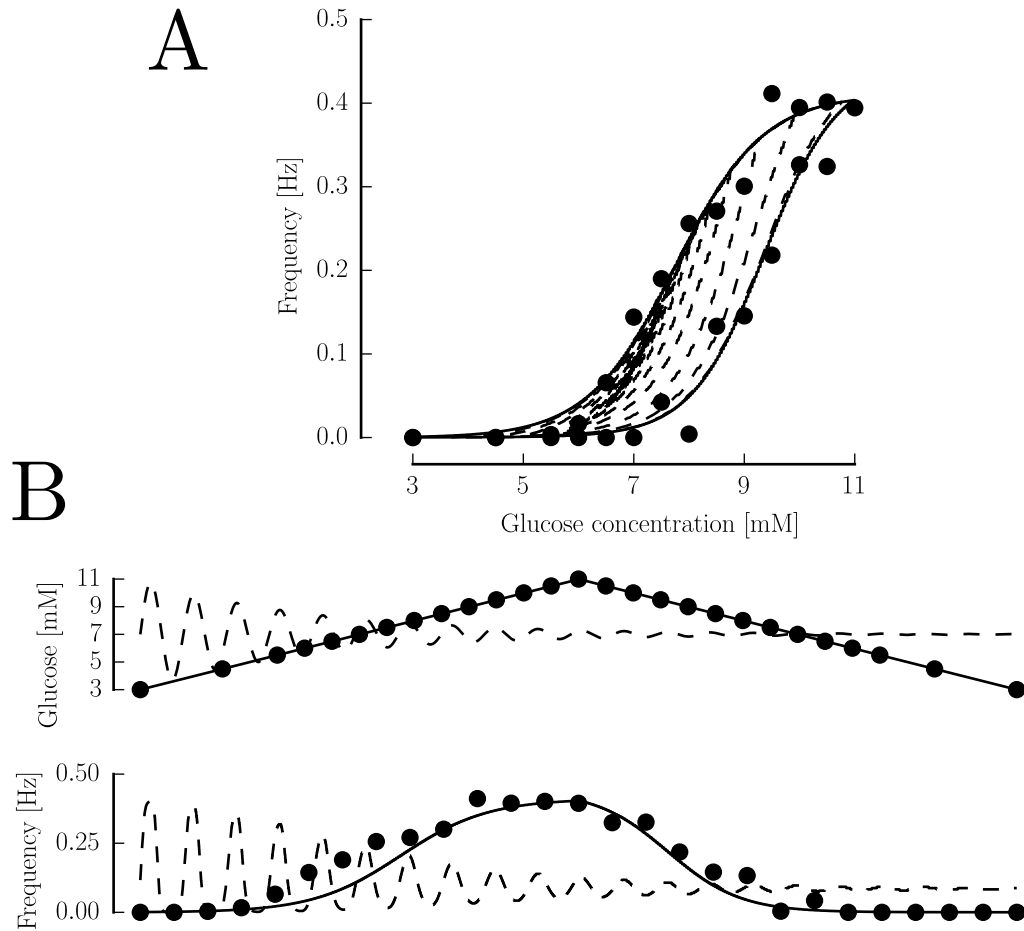 A
0.5
0.4
0.3
0.2
0.1
0.0
Frequency [Hz]
3 5 7 9 11
Glucose concentration [mM]
B
11
9
7
5
3
Glucose [mM]
0.50
0.25
0.00
Frequency [Hz]